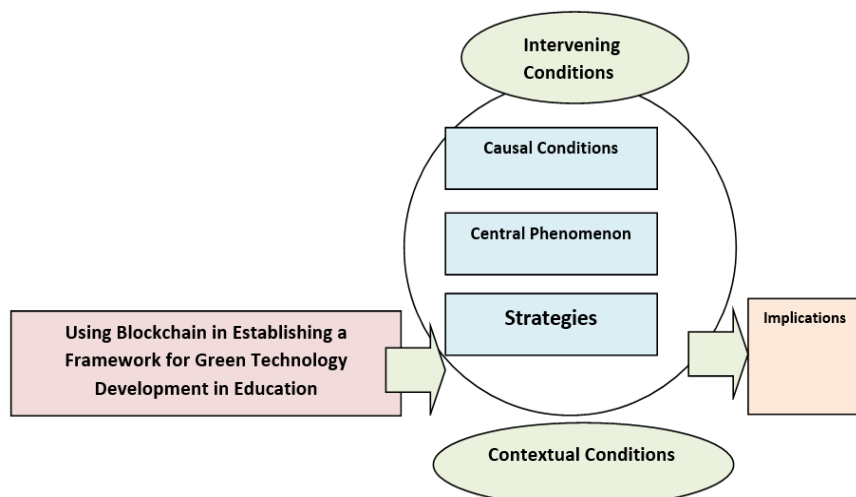 Intervening
Conditions
Causal Conditions
Central Phenomenon
Strategies
Using Blockchain in Establishing a
Framework for Green Technology
Development in Education
Implications
Contextual Conditions